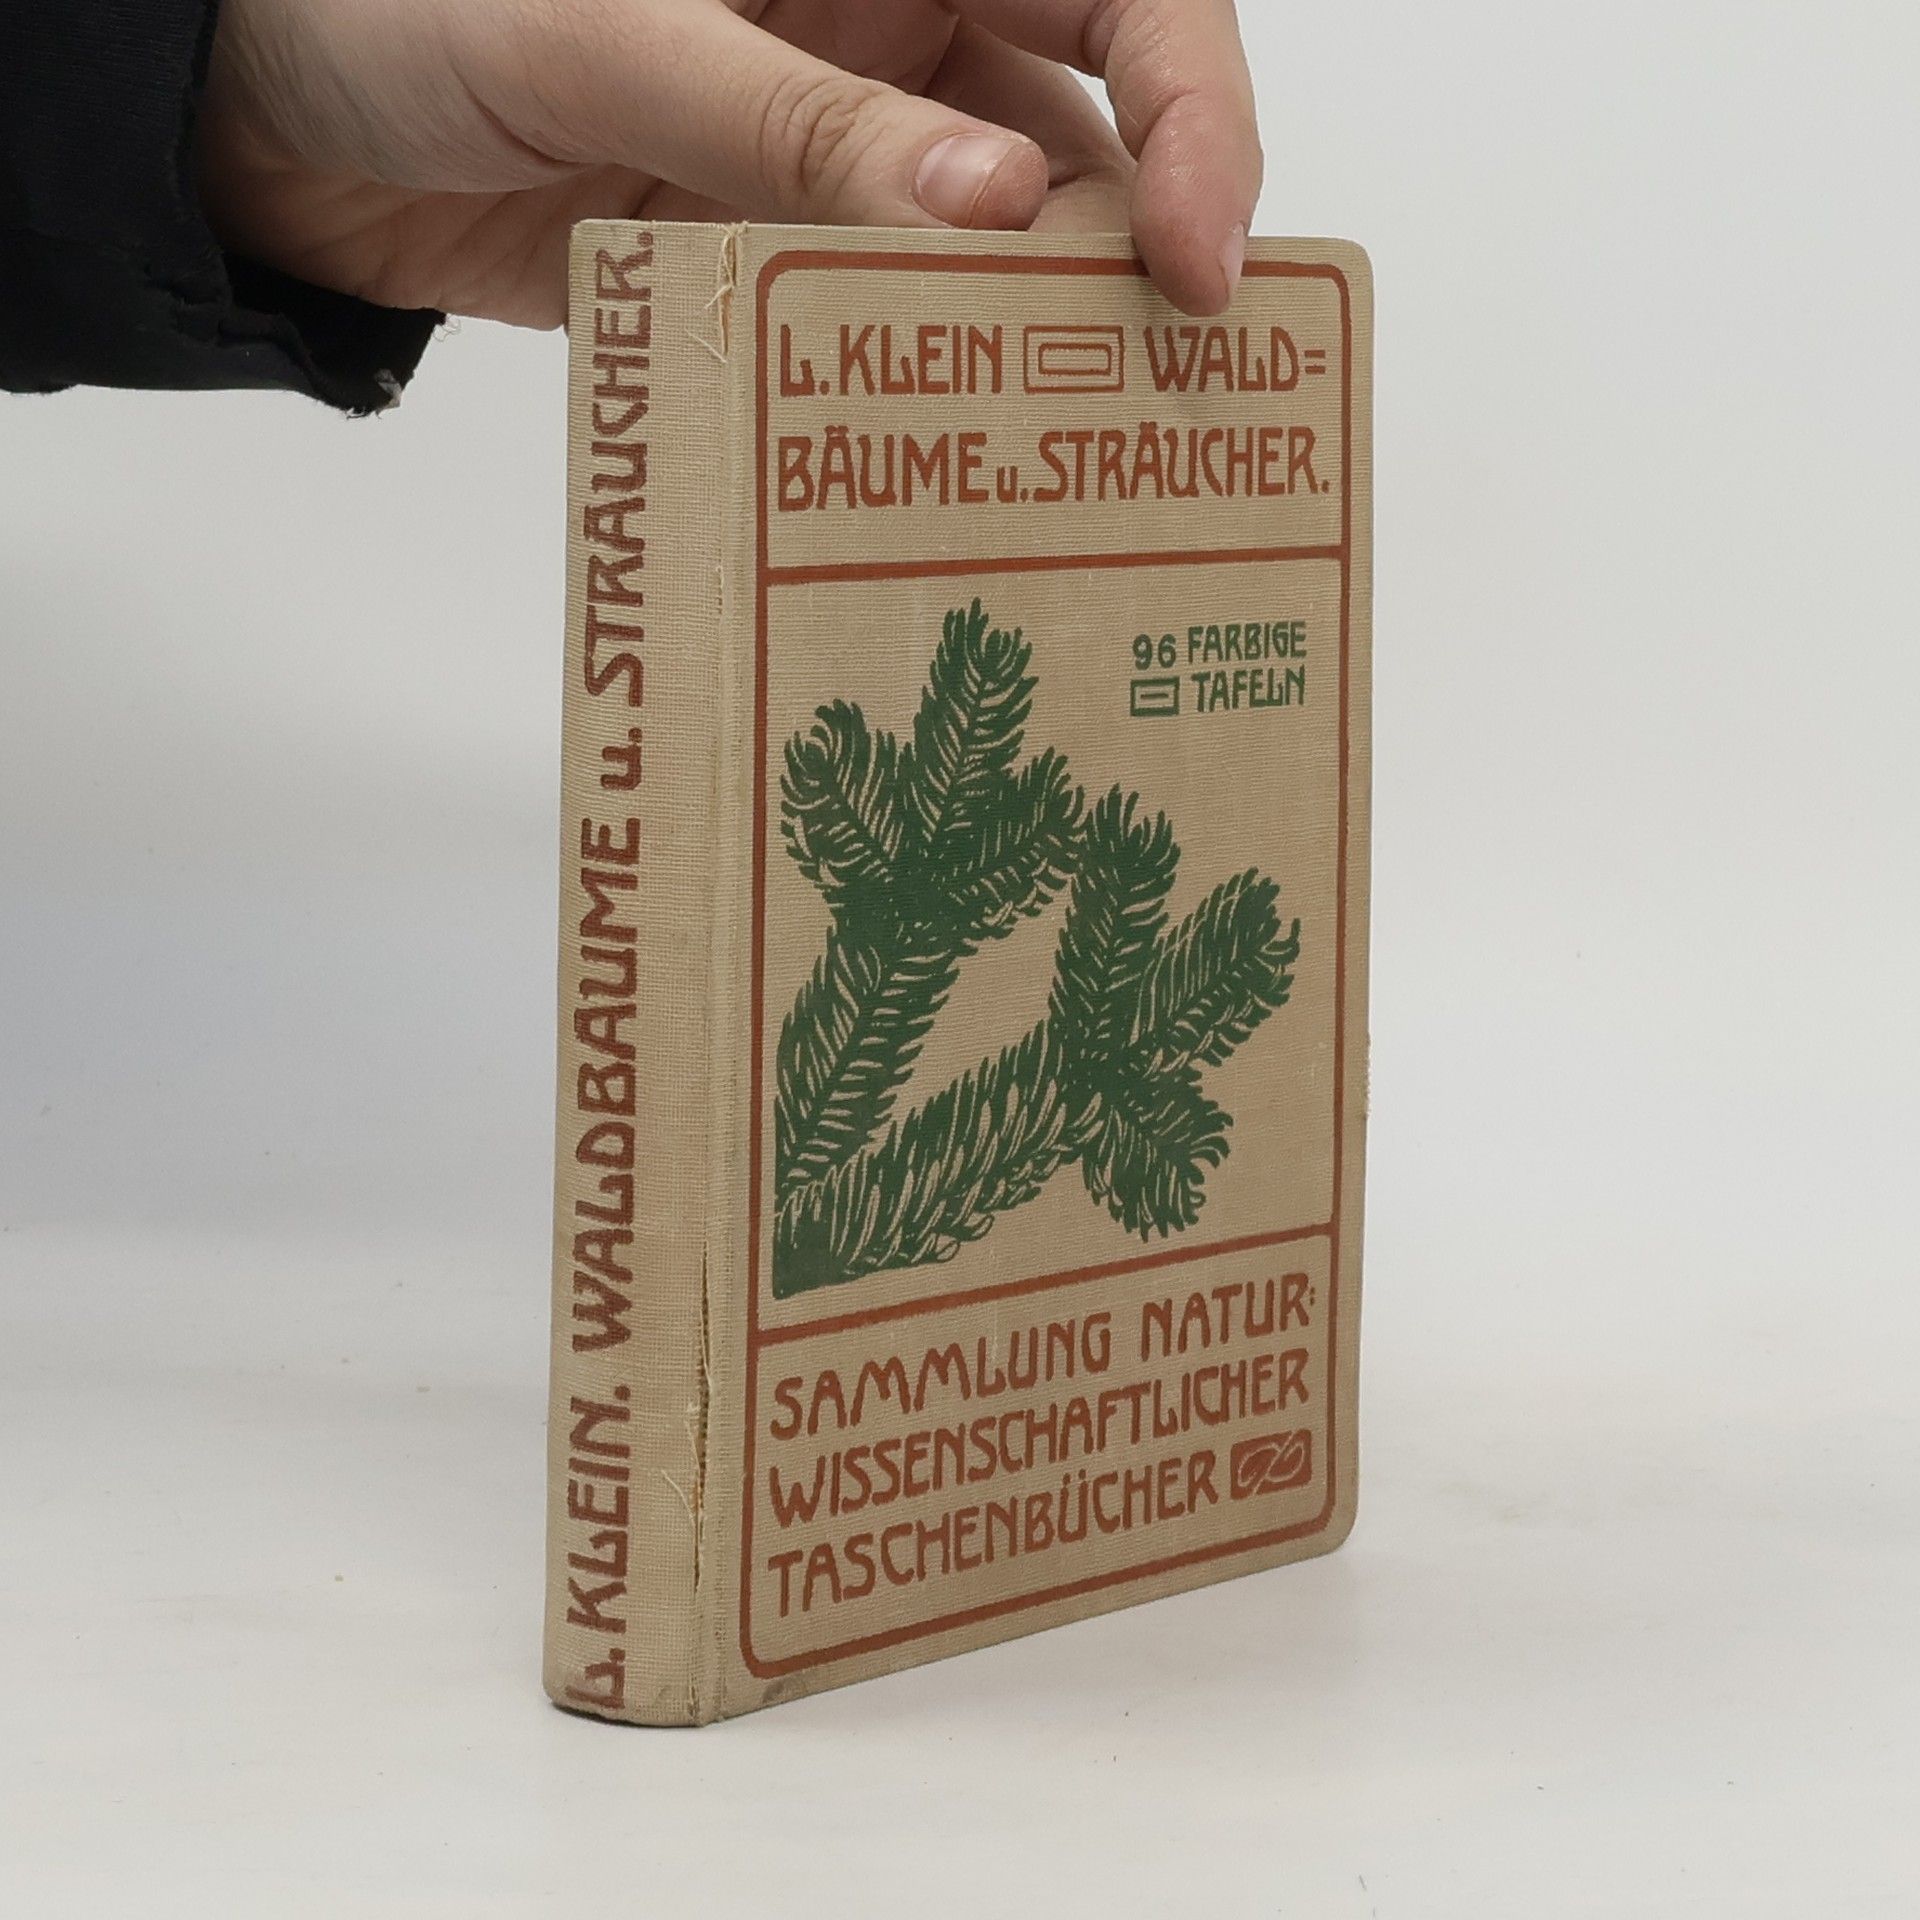 L. KLEIN. WALDBÄUME u. STRÄUCHER.
L. KLEIN WALD=
BÄUME u. STRÄUCHER.
96 FARBIGE
TAFELN
SAMMLUNG NATUR:
WISSENSCHAFTLICHER
TASCHENBÜCHER